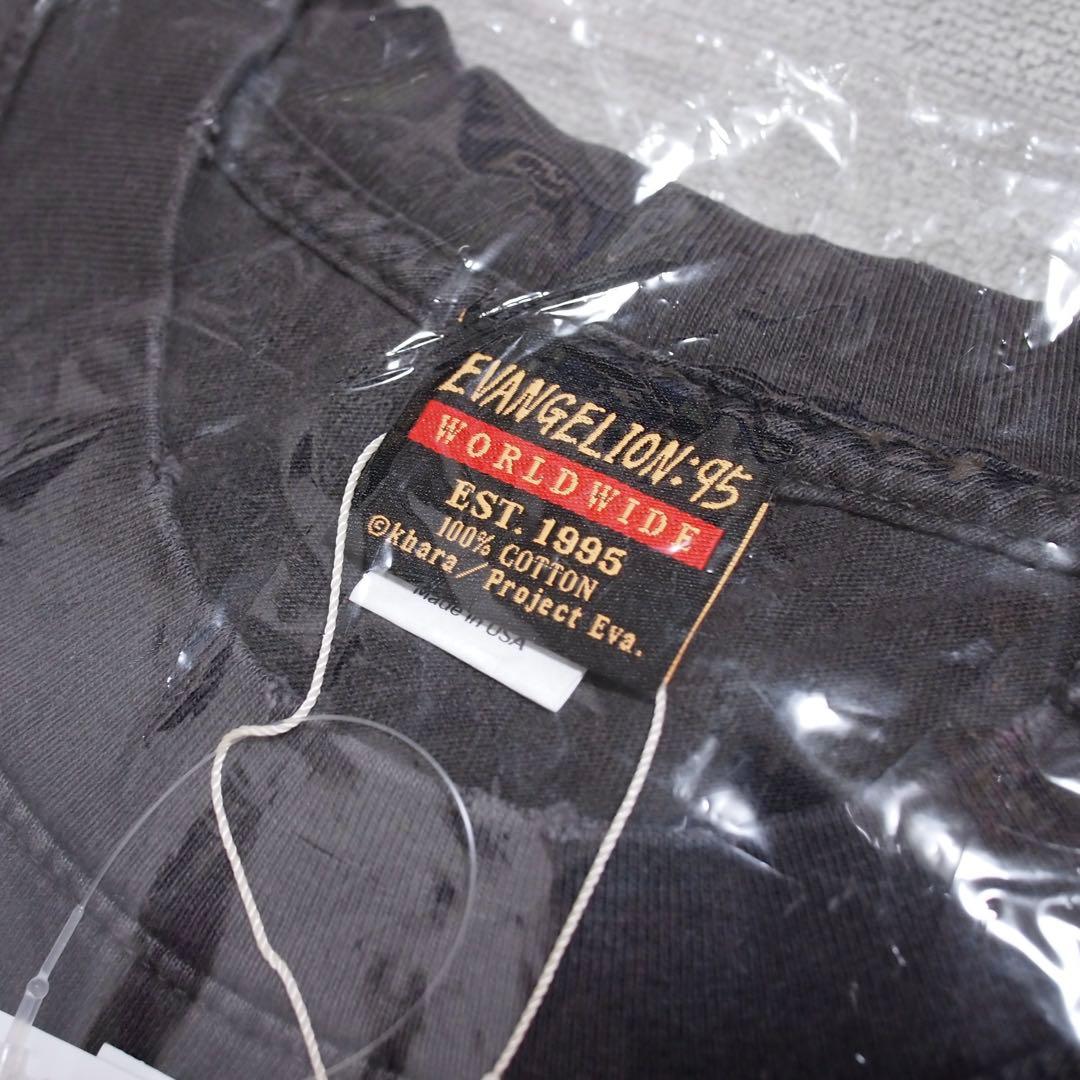 EVANGELION:95
WORLDWIDE
EST. 1995
100% COTTON
©khara/Project Eva.
Made in USA